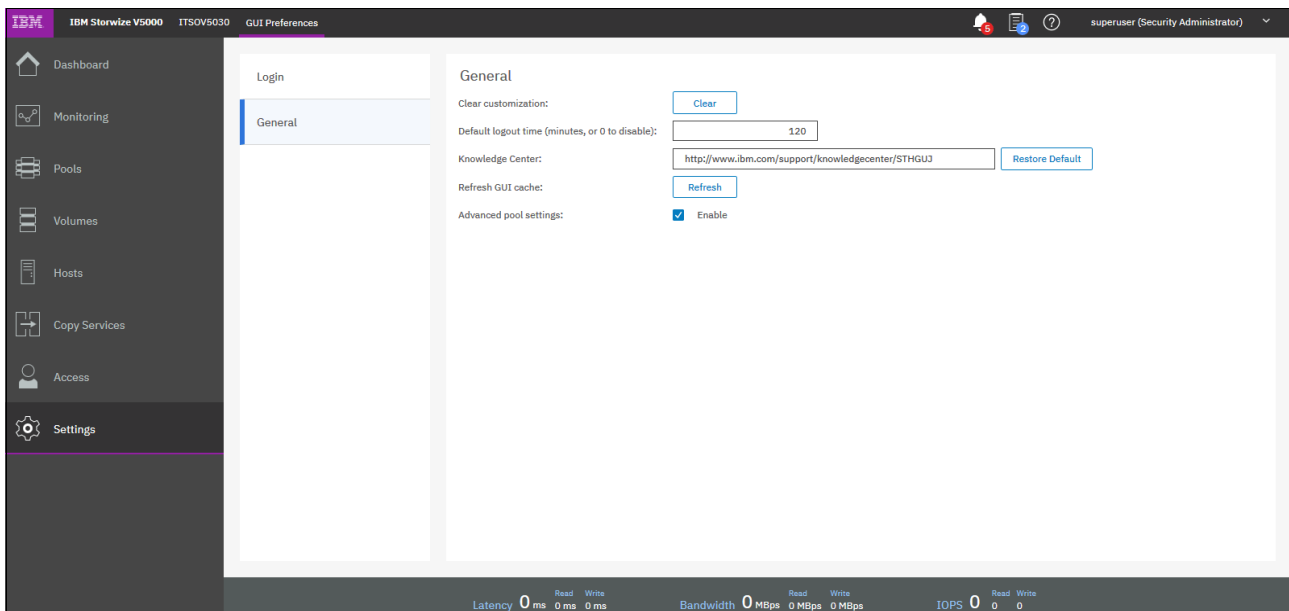 IBM IBM Storwize V5000 ITSOV5030 GUI Preferences 5 2 ? superuser (Security Administrator)
Dashboard
Monitoring
Pools
Volumes
Hosts
Copy Services
Access
Settings
Login
General
General
Clear customization: Clear
Default logout time (minutes, or 0 to disable): 120
Knowledge Center: http://www.ibm.com/support/knowledgecenter/STHGUJ Restore Default
Refresh GUI cache: Refresh
Advanced pool settings: Enable
Read Write Read Write Read Write
Latency 0 ms 0 ms 0 ms Bandwidth 0 MBps 0 MBps 0 MBps IOPS 0 0 0